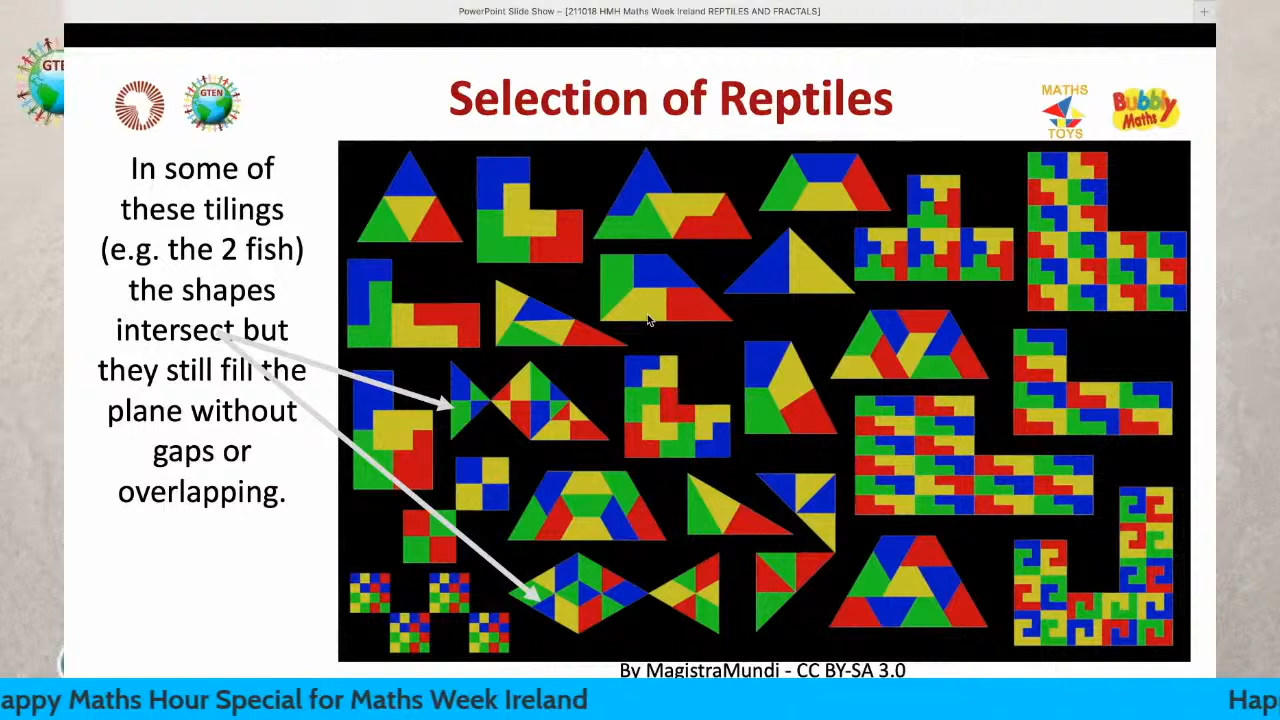 PowerPoint Slide Show – [211018 HMH Maths Week Ireland REPTILES AND FRACTALS]
GTE
GTEN
Selection of Reptiles
MATHS
TOYS
Bubbly
Maths
In some of
these tilings
(e.g. the 2 fish)
the shapes
intersect but
they still fill the
plane without
gaps or
overlapping.
By MagistraMundi - CC BY-SA 3.0
appy Maths Hour Special for Maths Week Ireland
Hap